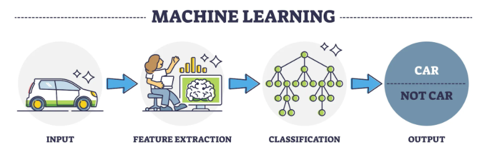 MACHINE LEARNING
CAR
NOT CAR
INPUT
FEATURE EXTRACTION
CLASSIFICATION
OUTPUT